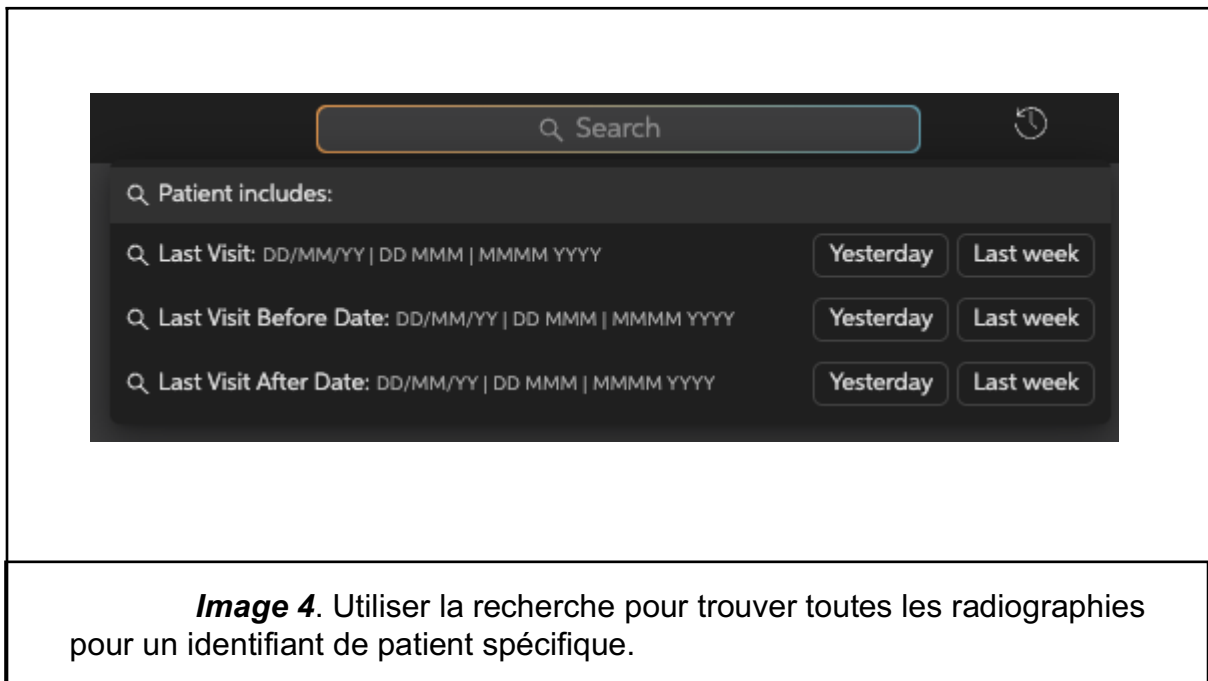 Search
Patient includes:
Last Visit: DD/MM/YY | DD MMM | MMMM YYYY Yesterday Last week
Last Visit Before Date: DD/MM/YY | DD MMM | MMMM YYYY Yesterday Last week
Last Visit After Date: DD/MM/YY | DD MMM | MMMM YYYY Yesterday Last week
Image 4. Utiliser la recherche pour trouver toutes les radiographies
pour un identifiant de patient spécifique.